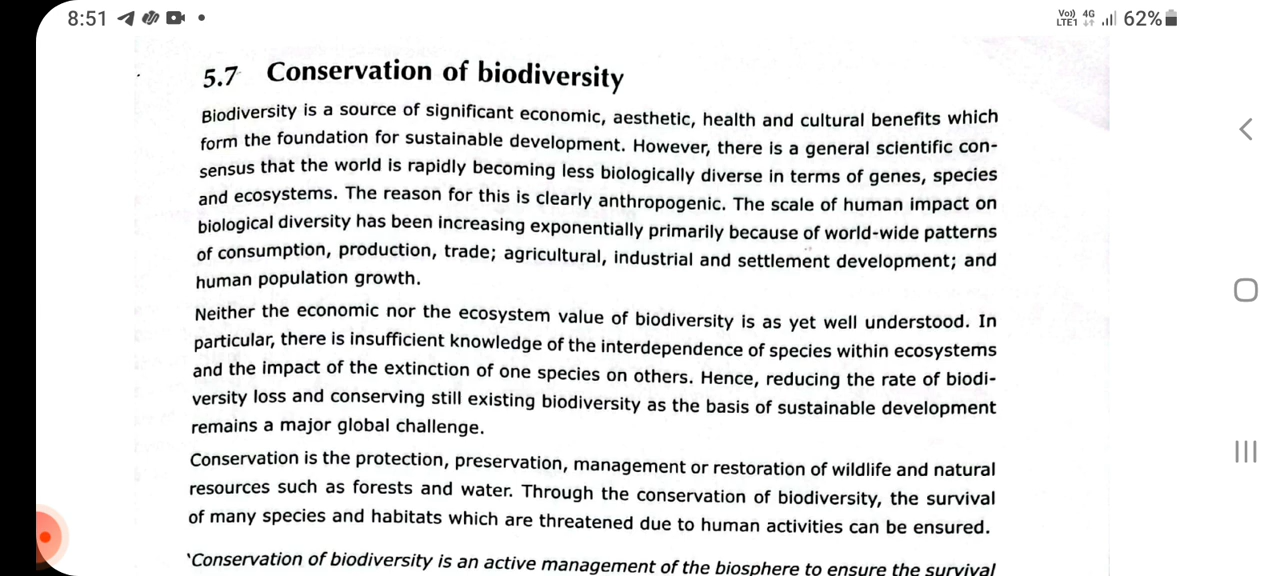 8:51
Vo)) 4G
LTE1 62%
5.7 Conservation of biodiversity
Biodiversity is a source of significant economic, aesthetic, health and cultural benefits which
form the foundation for sustainable development. However, there is a general scientific con-
sensus that the world is rapidly becoming less biologically diverse in terms of genes, species
and ecosystems. The reason for this is clearly anthropogenic. The scale of human impact on
biological diversity has been increasing exponentially primarily because of world-wide patterns
of consumption, production, trade; agricultural, industrial and settlement development; and
human population growth.
Neither the economic nor the ecosystem value of biodiversity is as yet well understood. In
particular, there is insufficient knowledge of the interdependence of species within ecosystems
and the impact of the extinction of one species on others. Hence, reducing the rate of biodi-
versity loss and conserving still existing biodiversity as the basis of sustainable development
remains a major global challenge.
Conservation is the protection, preservation, management or restoration of wildlife and natural
resources such as forests and water. Through the conservation of biodiversity, the survival
of many species and habitats which are threatened due to human activities can be ensured.
‘Conservation of biodiversity is an active management of the biosphere to ensure the survival